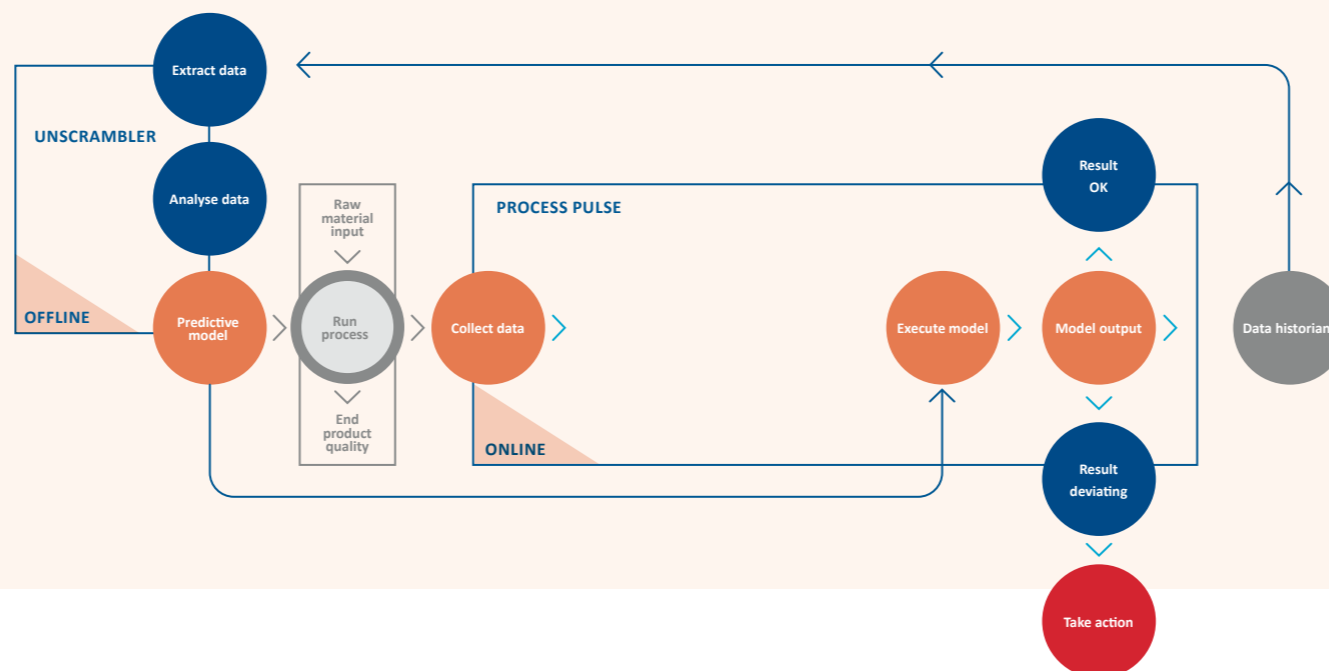 Extract data
UNSCRAMBLER
Analyse data
OFFLINE
Predictive
model
Raw
material
input
Run
process
End
product
quality
PROCESS PULSE
Collect data
ONLINE
Execute model
Result
OK
Model output
Result
deviating
Take action
Data historian